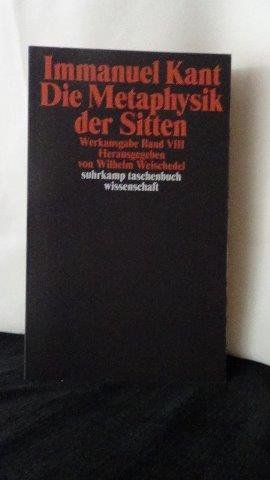 Immanuel Kant
Die Metaphysik
der Sitten
Werkausgabe Band VIII
Herausgegeben
von Wilhelm Weischedel
suhrkamp taschenbuch
wissenschaft